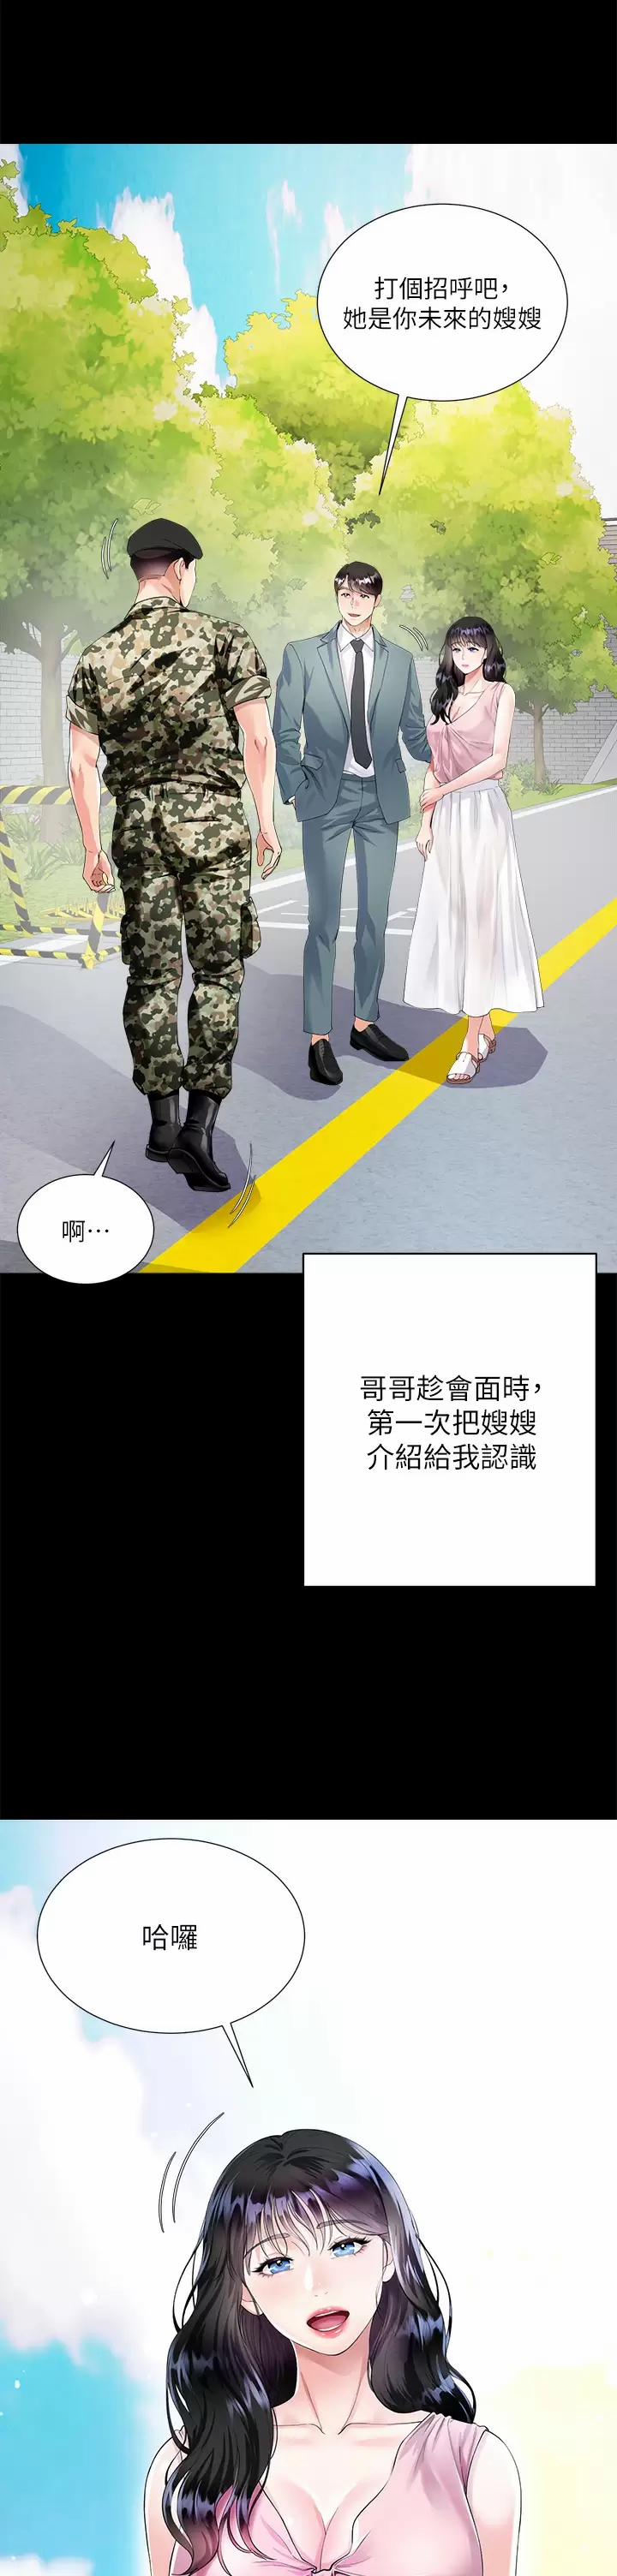 打個招呼吧，
她是你未來的嫂嫂
啊⋯
哥哥趁會面時，
第一次把嫂嫂
介紹給我認識
哈囉